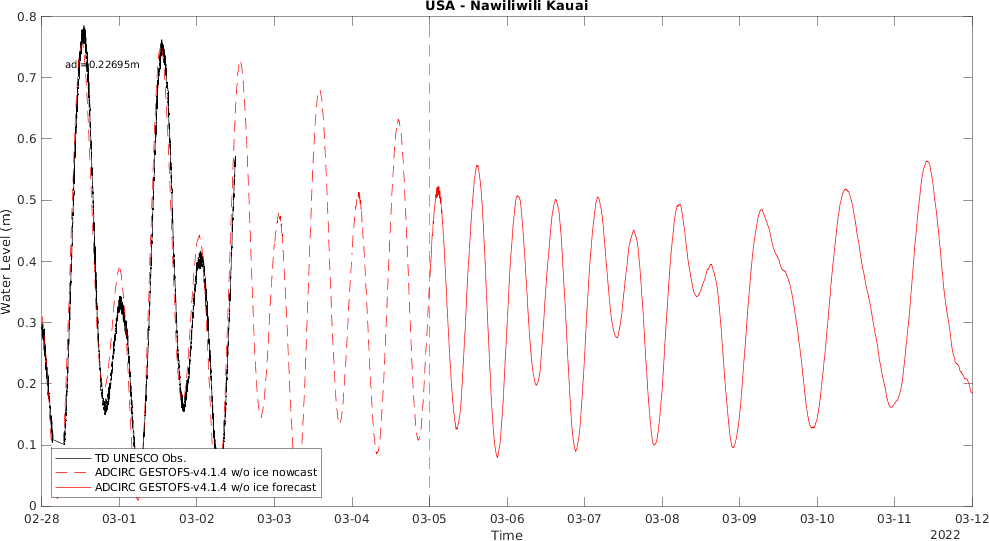 USA - Nawiliwili Kauai
0.8
0.7
0.6
0.5
0.4
0.3
0.2
0.1
0
Water Level (m)
adj=0.22695m
TD UNESCO Obs.
ADCIRC GESTOFS-v4.1.4 w/o ice nowcast
ADCIRC GESTOFS-v4.1.4 w/o ice forecast
02-28 03-01 03-02 03-03 03-04 03-05 03-06 03-07 03-08 03-09 03-10 03-11 03-12
Time
2022